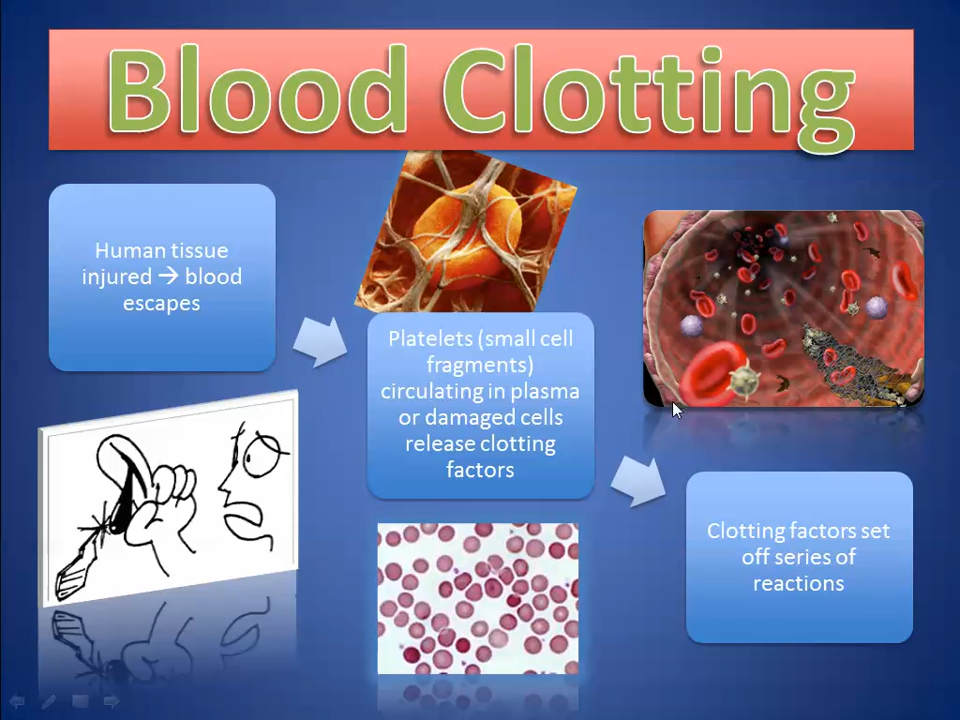 Blood Clotting
Human tissue
injured → blood
escapes
Platelets (small cell
fragments)
circulating in plasma
or damaged cells
release clotting
factors
Clotting factors set
off series of
reactions